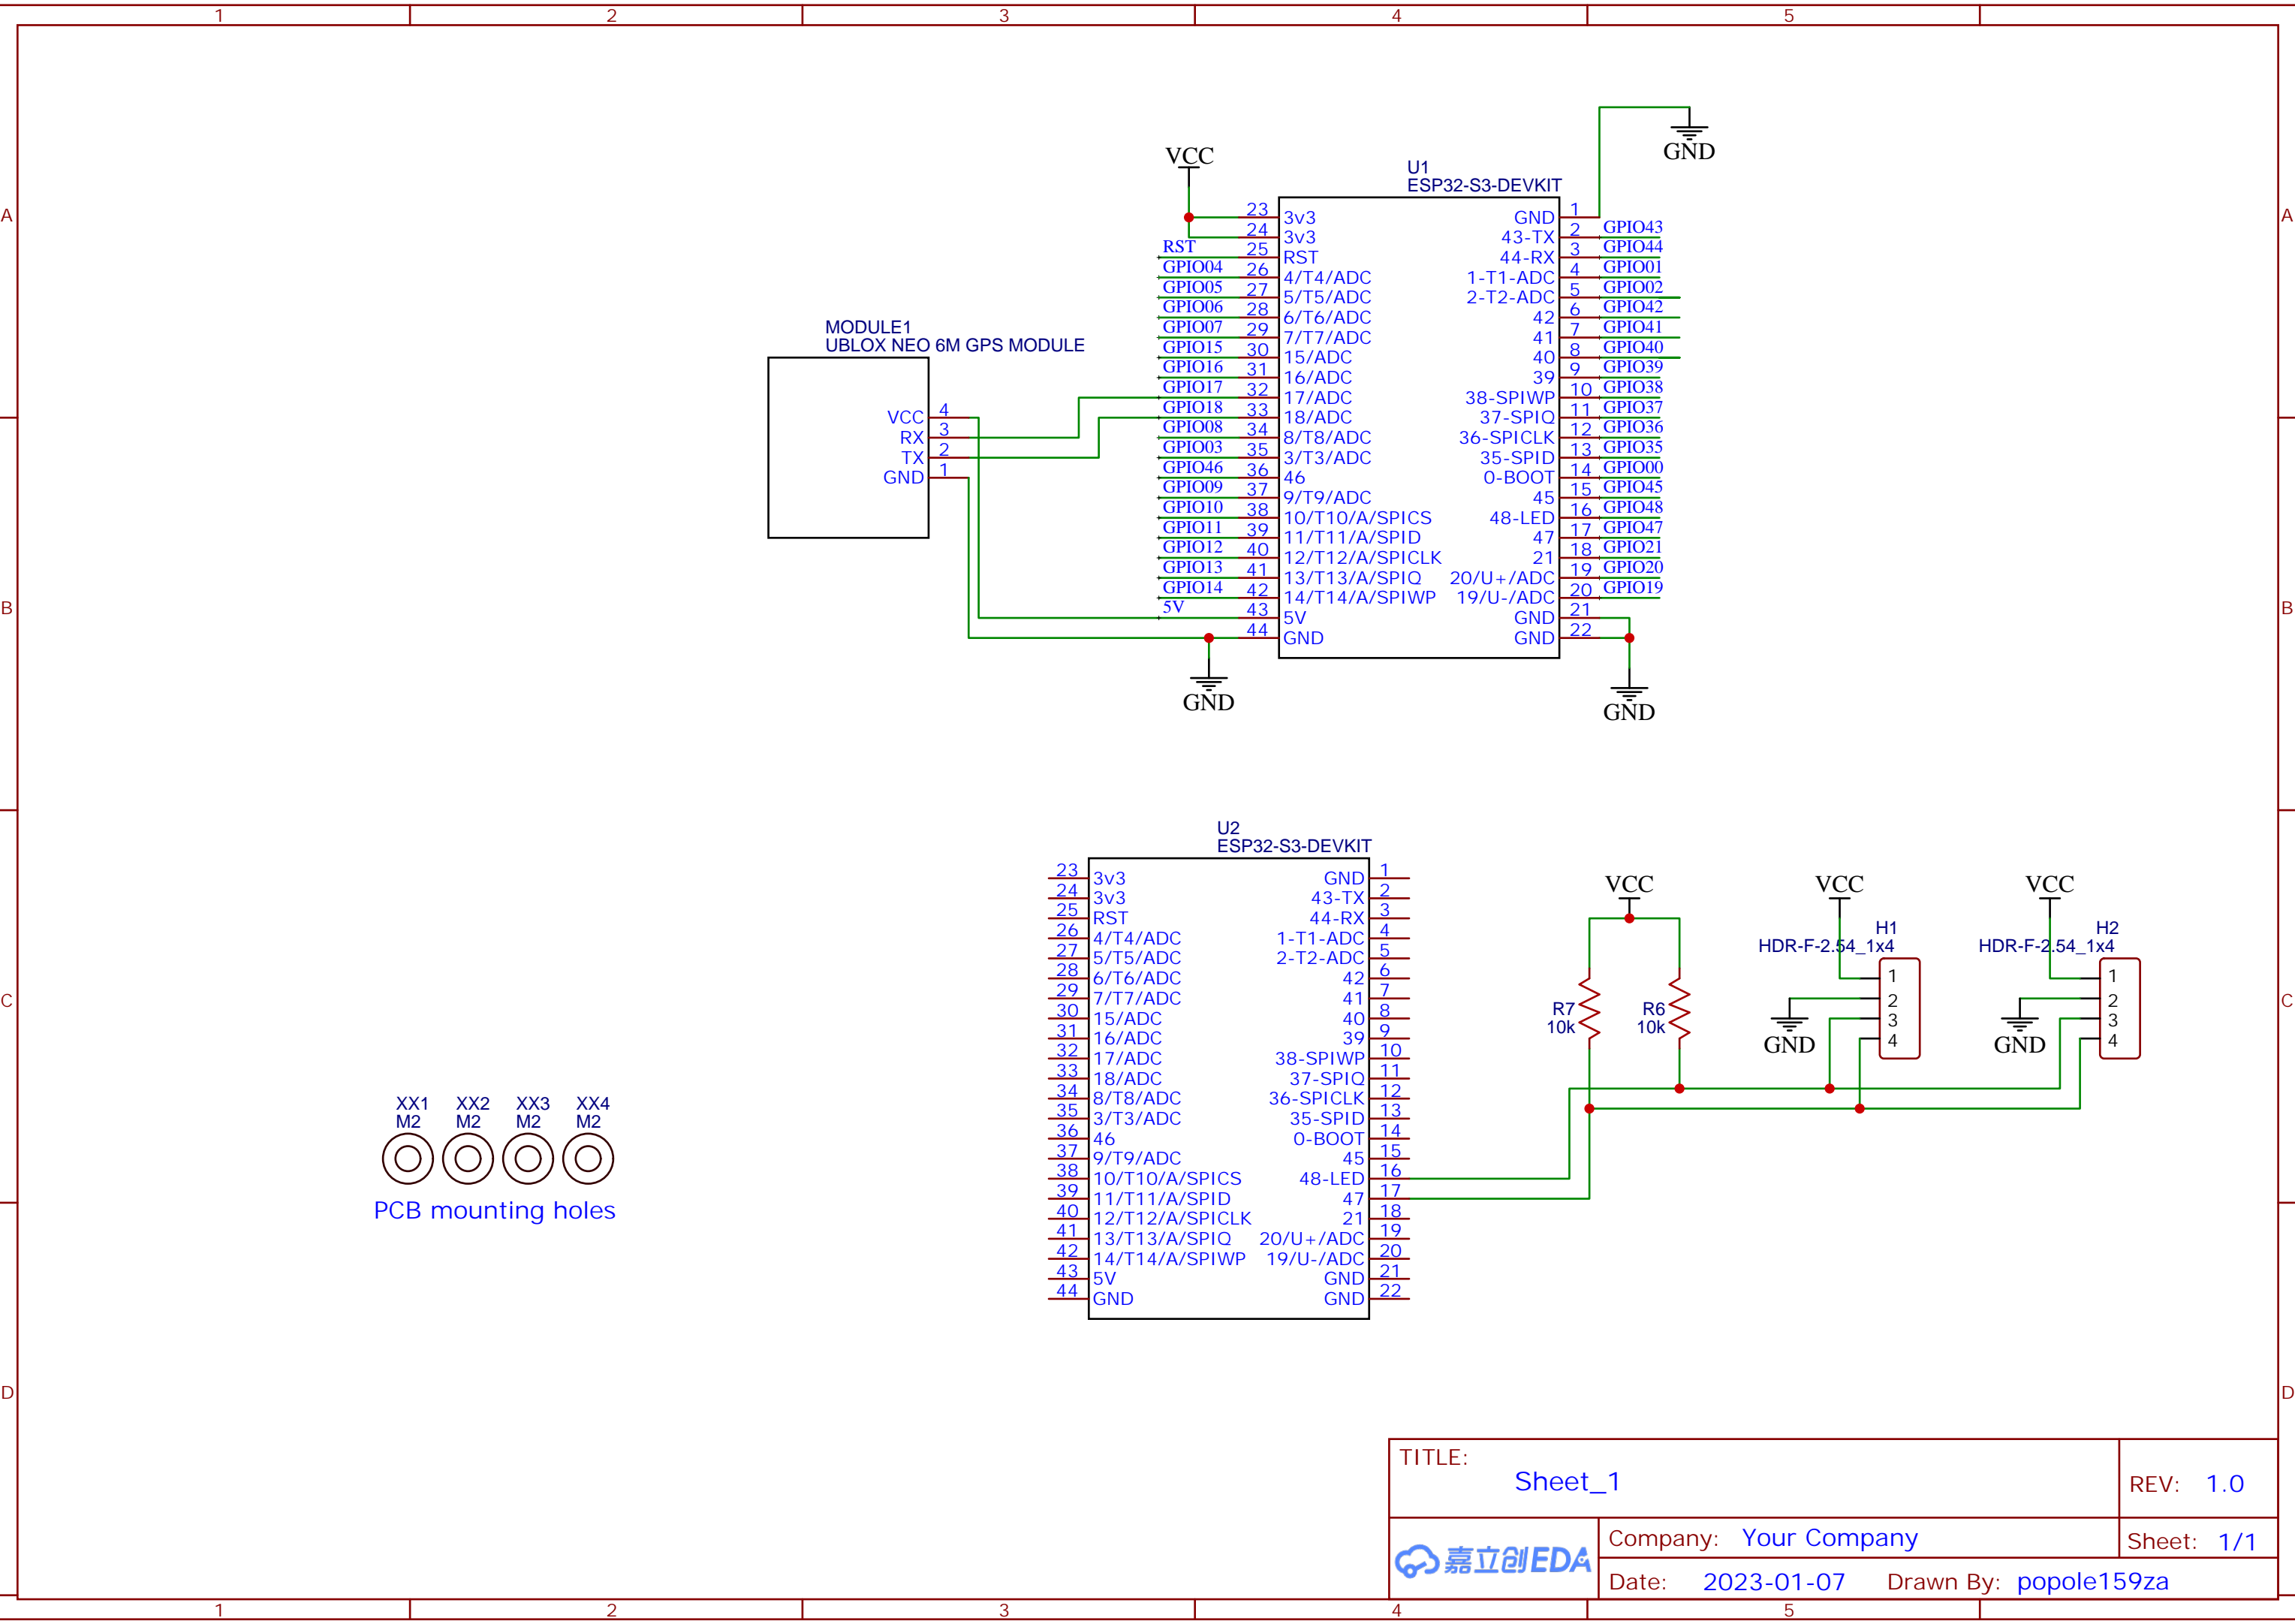 1 2 3 4 5
A A
B B
C C
D D
VCC
GND
U1
ESP32-S3-DEVKIT
23 3v3 GND 1
24 3v3 43-TX 2 GPIO43
RST 25 RST 44-RX 3 GPIO44
GPIO04 26 4/T4/ADC 1-T1-ADC 4 GPIO01
GPIO05 27 5/T5/ADC 2-T2-ADC 5 GPIO02
GPIO06 28 6/T6/ADC 42 6 GPIO42
GPIO07 29 7/T7/ADC 41 7 GPIO41
GPIO15 30 15/ADC 40 8 GPIO40
GPIO16 31 16/ADC 39 9 GPIO39
GPIO17 32 17/ADC 38-SPIWP 10 GPIO38
GPIO18 33 18/ADC 37-SPIQ 11 GPIO37
GPIO08 34 8/T8/ADC 36-SPICLK 12 GPIO36
GPIO03 35 3/T3/ADC 35-SPID 13 GPIO35
GPIO46 36 46 0-BOOT 14 GPIO00
GPIO09 37 9/T9/ADC 45 15 GPIO45
GPIO10 38 10/T10/A/SPICS 48-LED 16 GPIO48
GPIO11 39 11/T11/A/SPID 47 17 GPIO47
GPIO12 40 12/T12/A/SPICLK 21 18 GPIO21
GPIO13 41 13/T13/A/SPIQ 20/U+/ADC 19 GPIO20
GPIO14 42 14/T14/A/SPIWP 19/U-/ADC 20 GPIO19
5V 43 5V GND 21
44 GND GND 22
GND
GND
MODULE1
UBLOX NEO 6M GPS MODULE
VCC 4
RX 3
TX 2
GND 1
U2
ESP32-S3-DEVKIT
23 3v3 GND 1
24 3v3 43-TX 2
25 RST 44-RX 3
26 4/T4/ADC 1-T1-ADC 4
27 5/T5/ADC 2-T2-ADC 5
28 6/T6/ADC 42 6
29 7/T7/ADC 41 7
30 15/ADC 40 8
31 16/ADC 39 9
32 17/ADC 38-SPIWP 10
33 18/ADC 37-SPIQ 11
34 8/T8/ADC 36-SPICLK 12
35 3/T3/ADC 35-SPID 13
36 46 0-BOOT 14
37 9/T9/ADC 45 15
38 10/T10/A/SPICS 48-LED 16
39 11/T11/A/SPID 47 17
40 12/T12/A/SPICLK 21 18
41 13/T13/A/SPIQ 20/U+/ADC 19
42 14/T14/A/SPIWP 19/U-/ADC 20
43 5V GND 21
44 GND GND 22
VCC
R7
10k
R6
10k
VCC
H1
HDR-F-2.54_1x4
1
2
3
4
GND
VCC
H2
HDR-F-2.54_1x4
1
2
3
4
GND
XX1 XX2 XX3 XX4
M2 M2 M2 M2
PCB mounting holes
TITLE:
Sheet_1
REV: 1.0
嘉立创EDA
Company: Your Company
Sheet: 1/1
Date: 2023-01-07 Drawn By: popole159za
1 2 3 4 5